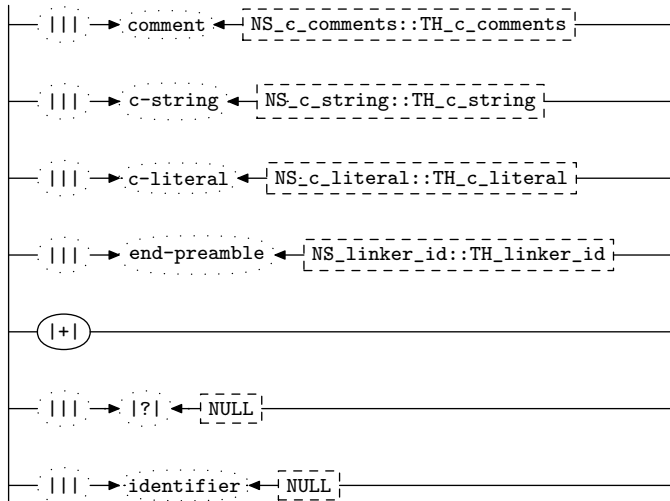 ||| comment NS_c_comments::TH_c_comments
||| c-string NS_c_string::TH_c_string
||| c-literal NS_c_literal::TH_c_literal
||| end-preamble NS_linker_id::TH_linker_id
|+|
||| |?| NULL
||| identifier NULL